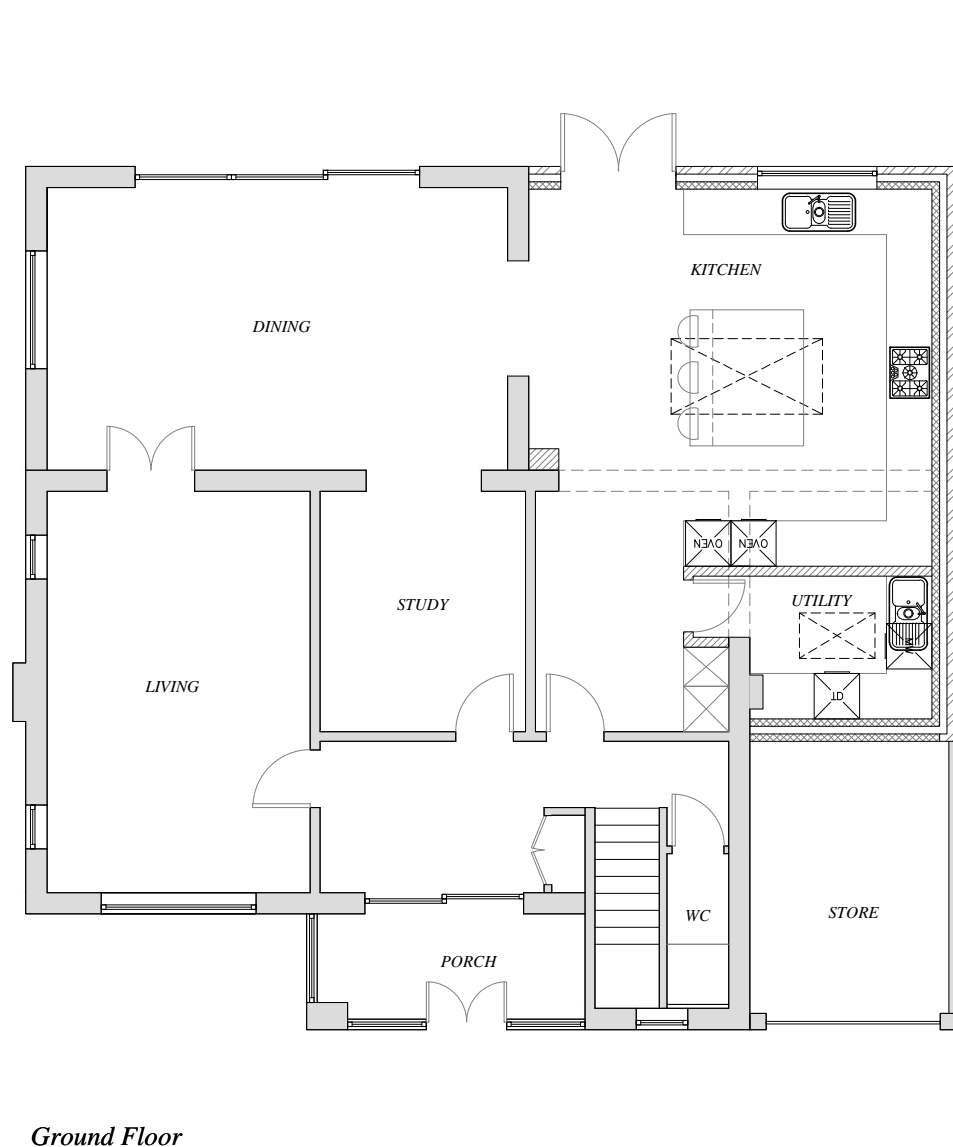 KITCHEN
DINING
OVEN
OVEN
UTILITY
STUDY
LIVING
TD
WC
STORE
PORCH
Ground Floor